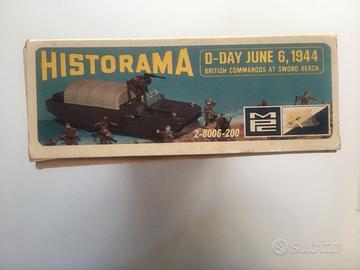 HISTORAMA
D-DAY JUNE 6, 1944
BRITISH COMMANDOS AT SWORD BEACH
2-8006-200
MPC
subito